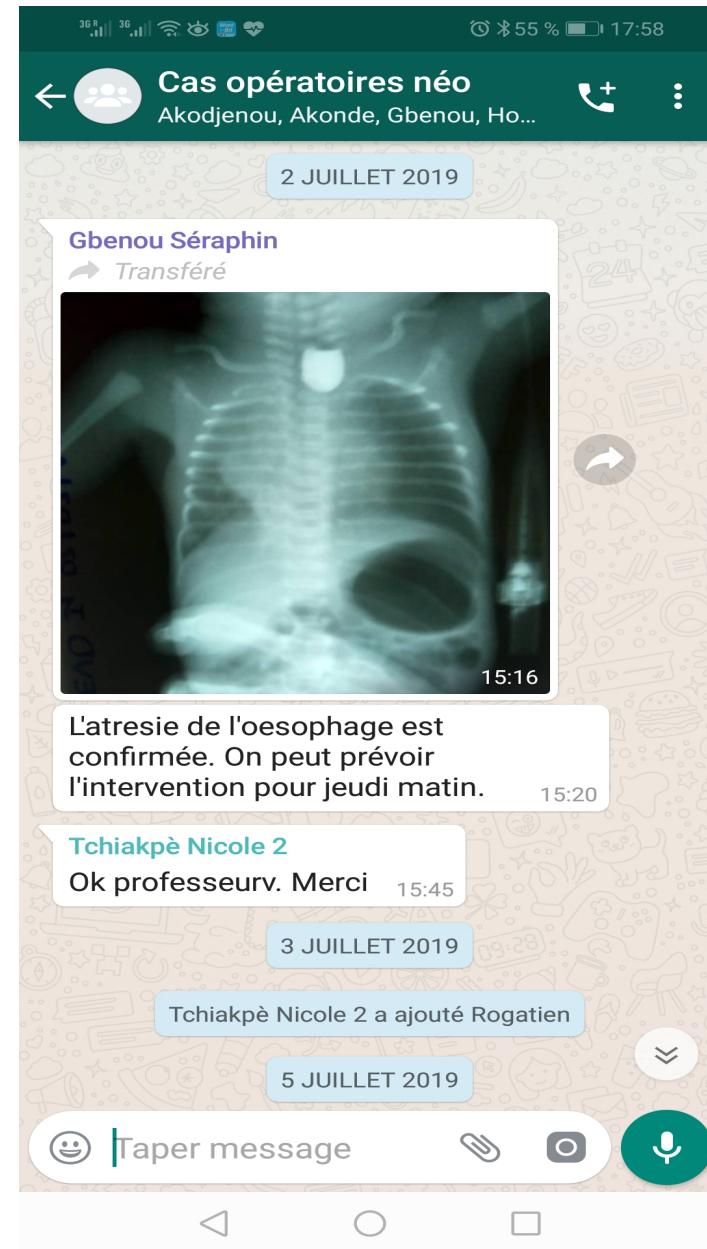 3G R 3G 55 % 17:58
Cas opératoires néo
Akodjenou, Akonde, Gbenou, Ho...
2 JUILLET 2019
Gbenou Séraphin
Transféré
15:16
L'atresie de l'oesophage est
confirmée. On peut prévoir
l'intervention pour jeudi matin. 15:20
Tchiakpè Nicole 2
Ok professeurv. Merci 15:45
3 JUILLET 2019
Tchiakpè Nicole 2 a ajouté Rogatien
5 JUILLET 2019
Taper message